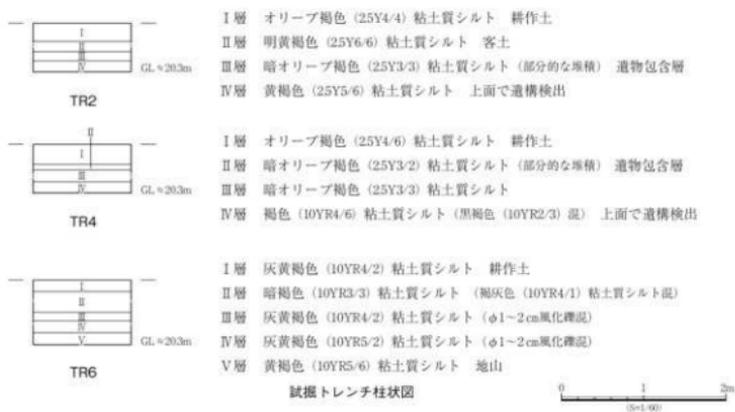 Ⅰ
Ⅱ
Ⅲ
Ⅳ
GL≒20.3m
TR2
Ⅰ層 オリーブ褐色（2.5Y4/4）粘土質シルト 耕作土
Ⅱ層 明黄褐色（2.5Y6/6）粘土質シルト 客土
Ⅲ層 暗オリーブ褐色（2.5Y3/3）粘土質シルト（部分的な堆積） 遺物包含層
Ⅳ層 黄褐色（2.5Y5/6）粘土質シルト 上面で遺構検出
Ⅱ
Ⅰ
Ⅲ
Ⅳ
GL≒20.3m
TR4
Ⅰ層 オリーブ褐色（2.5Y4/6）粘土質シルト 耕作土
Ⅱ層 暗オリーブ褐色（2.5Y3/2）粘土質シルト（部分的な堆積） 遺物包含層
Ⅲ層 暗オリーブ褐色（2.5Y3/3）粘土質シルト
Ⅳ層 褐色（10YR4/6）粘土質シルト（黒褐色（10YR2/3）混） 上面で遺構検出
Ⅰ
Ⅱ
Ⅲ
Ⅳ
Ⅴ
GL≒20.3m
TR6
Ⅰ層 灰黄褐色（10YR4/2）粘土質シルト 耕作土
Ⅱ層 暗褐色（10YR3/3）粘土質シルト （褐灰色（10YR4/1）粘土質シルト混）
Ⅲ層 灰黄褐色（10YR4/2）粘土質シルト（φ1～2㎝風化礫混）
Ⅳ層 灰黄褐色（10YR5/2）粘土質シルト（φ1～2㎝風化礫混）
Ⅴ層 黄褐色（10YR5/6）粘土質シルト 地山
試掘トレンチ柱状図
0 1 2m
(S=1/60)